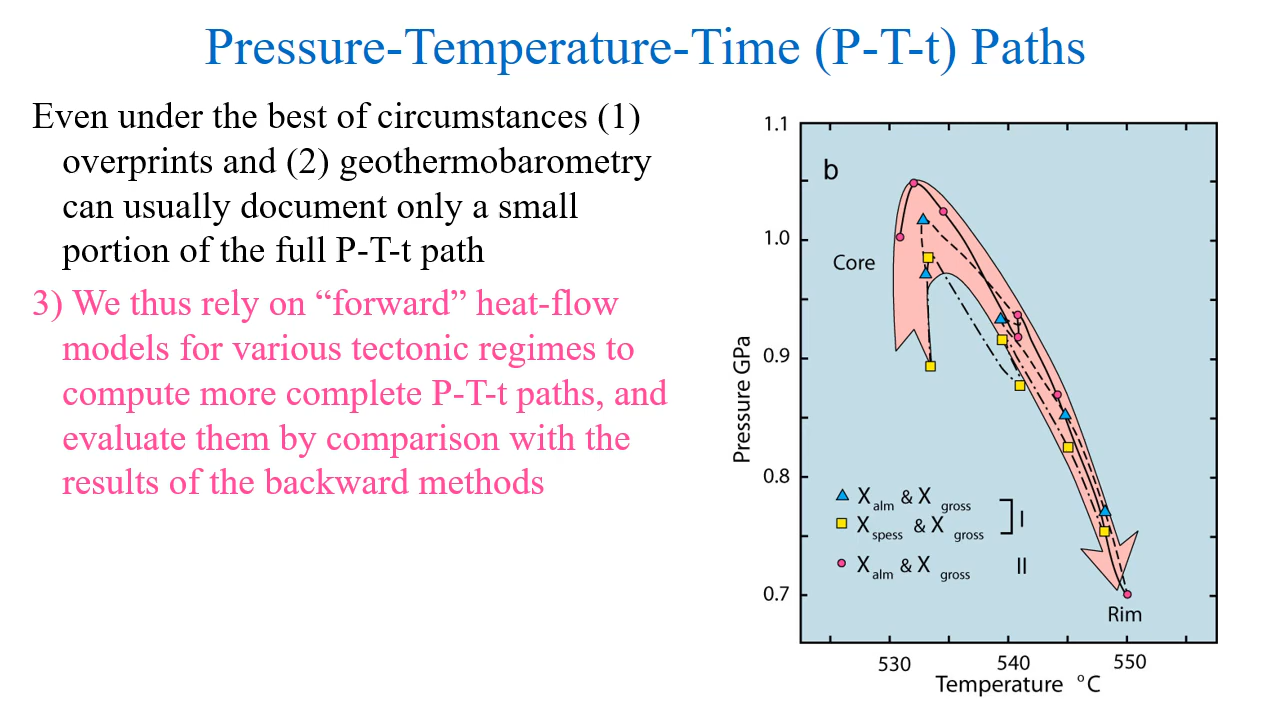 Pressure-Temperature-Time (P-T-t) Paths
Even under the best of circumstances (1)
overprints and (2) geothermobarometry
can usually document only a small
portion of the full P-T-t path
3) We thus rely on “forward” heat-flow
models for various tectonic regimes to
compute more complete P-T-t paths, and
evaluate them by comparison with the
results of the backward methods
b
1.1
1.0
0.9
0.8
0.7
Pressure GPa
Core
Rim
X alm & X gross
X spess & X gross
I
X alm & X gross II
530 540 550
Temperature °C